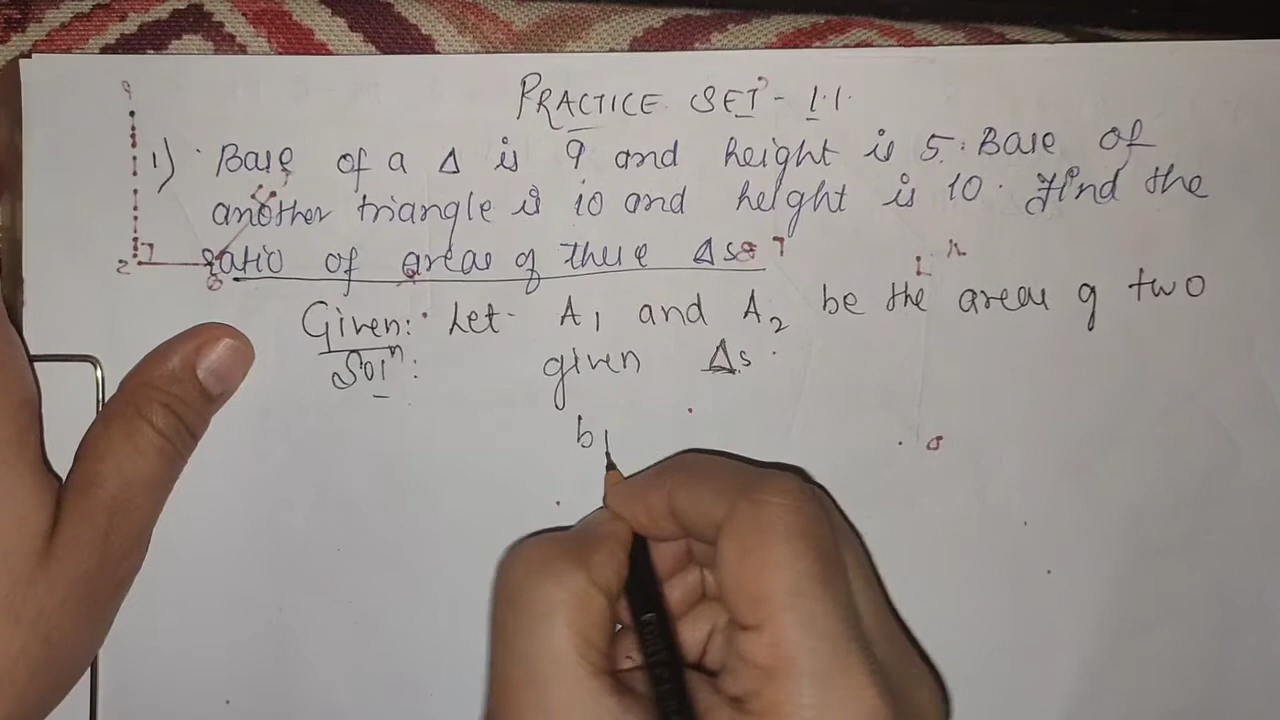 PRACTICE SET - 1.1.
1) Base of a Δ is 9 and height is 5. Base of
another triangle is 10 and height is 10. Find the
ratio of areas of these Δs.
Given: Let A1 and A2 be the areas of two
Solⁿ: given Δs.
b1